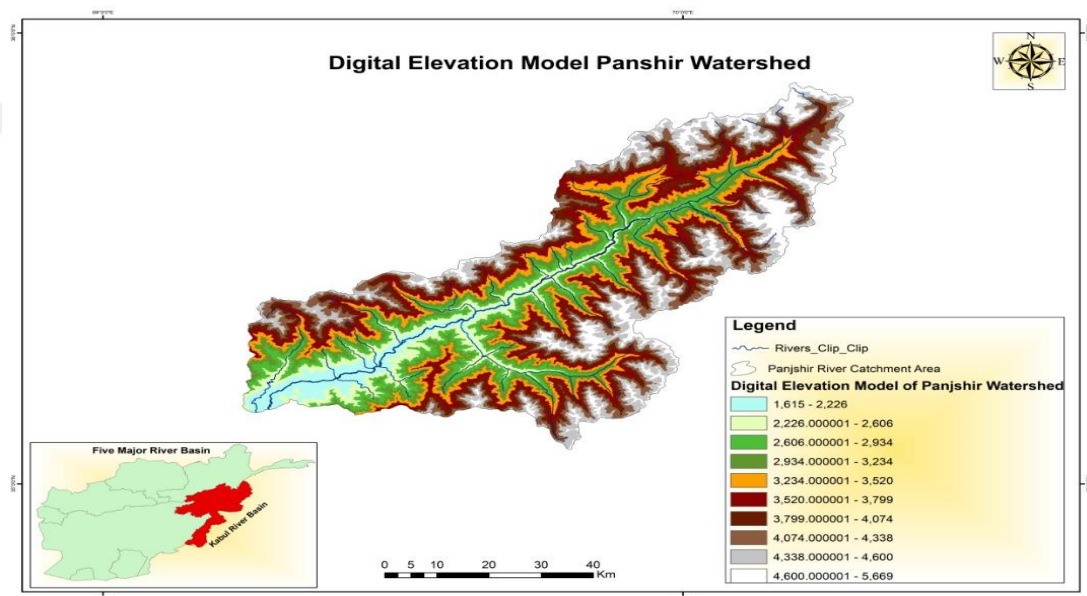 70°0'0"E
Digital Elevation Model Panshir Watershed
N
W E
S
Legend
Rivers_Clip_Clip
Panjshir River Catchment Area
Digital Elevation Model of Panjshir Watershed
1,615 - 2,226
2,226.000001 - 2,606
2,606.000001 - 2,934
2,934.000001 - 3,234
3,234.000001 - 3,520
3,520.000001 - 3,799
3,799.000001 - 4,074
4,074.000001 - 4,338
4,338.000001 - 4,600
4,600.000001 - 5,669
Five Major River Basin
Kabul River Basin
0 5 10 20 30 40
Km